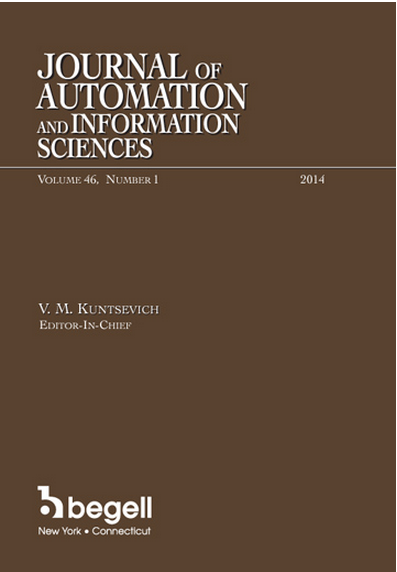 JOURNAL OF
AUTOMATION
AND INFORMATION
SCIENCES
VOLUME 46, NUMBER 1 2014
V. M. KUNTSEVICH
EDITOR-IN-CHIEF
begell
New York • Connecticut